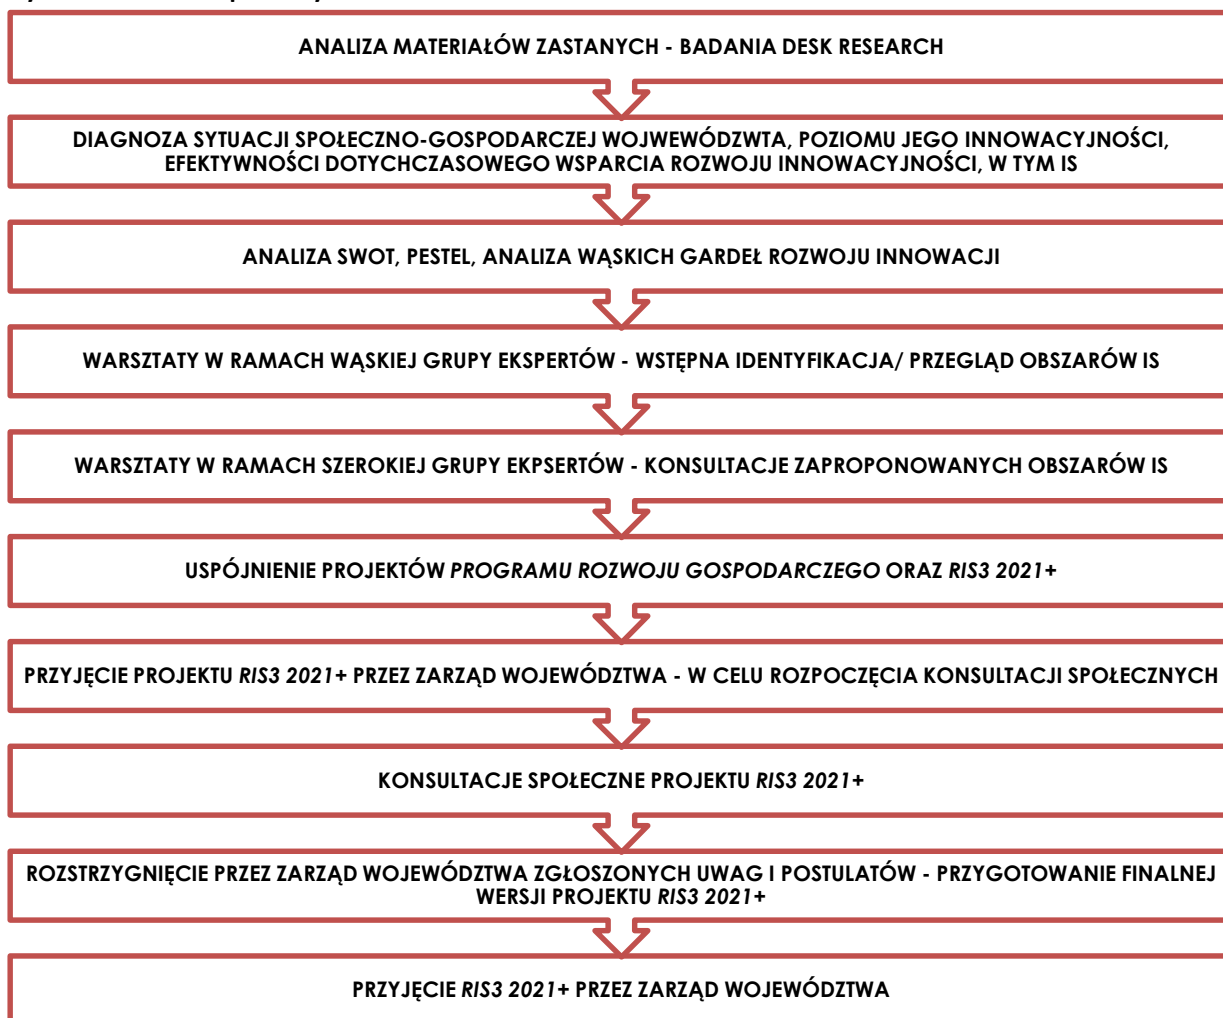 ANALIZA MATERIAŁÓW ZASTANYCH - BADANIA DESK RESEARCH
DIAGNOZA SYTUACJI SPOŁECZNO-GOSPODARCZEJ WOJWEWÓDZWTA, POZIOMU JEGO INNOWACYJNOŚCI,
EFEKTYWNOŚCI DOTYCHCZASOWEGO WSPARCIA ROZWOJU INNOWACYJNOŚCI, W TYM IS
ANALIZA SWOT, PESTEL, ANALIZA WĄSKICH GARDEŁ ROZWOJU INNOWACJI
WARSZTATY W RAMACH WĄSKIEJ GRUPY EKSPERTÓW - WSTĘPNA IDENTYFIKACJA/ PRZEGLĄD OBSZARÓW IS
WARSZTATY W RAMACH SZEROKIEJ GRUPY EKPSERTÓW - KONSULTACJE ZAPROPONOWANYCH OBSZARÓW IS
USPÓJNIENIE PROJEKTÓW PROGRAMU ROZWOJU GOSPODARCZEGO ORAZ RIS3 2021+
PRZYJĘCIE PROJEKTU RIS3 2021+ PRZEZ ZARZĄD WOJEWÓDZTWA - W CELU ROZPOCZĘCIA KONSULTACJI SPOŁECZNYCH
KONSULTACJE SPOŁECZNE PROJEKTU RIS3 2021+
ROZSTRZYGNIĘCIE PRZEZ ZARZĄD WOJEWÓDZTWA ZGŁOSZONYCH UWAG I POSTULATÓW - PRZYGOTOWANIE FINALNEJ
WERSJI PROJEKTU RIS3 2021+
PRZYJĘCIE RIS3 2021+ PRZEZ ZARZĄD WOJEWÓDZTWA